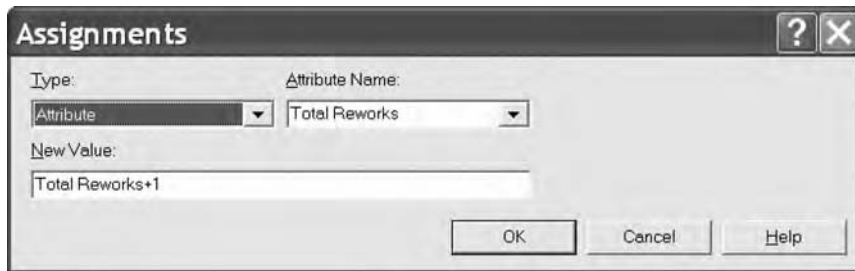 Assignments
Type: Attribute Name:
Attribute Total Reworks
New Value:
Total Reworks+1
OK Cancel Help